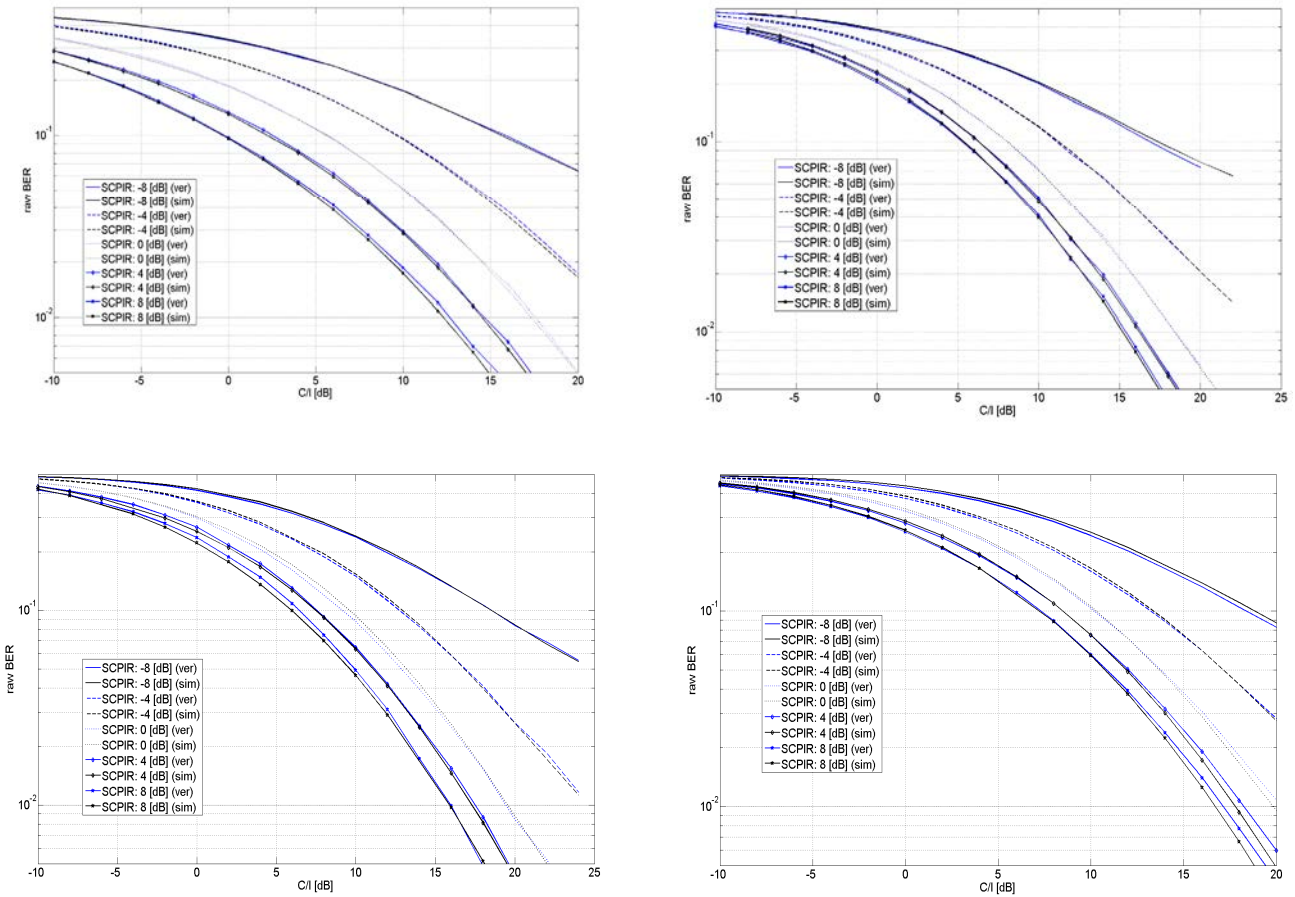 10^-1
raw BER
10^-2
SCPIR: -8 [dB] (ver)
SCPIR: -8 [dB] (sim)
SCPIR: -4 [dB] (ver)
SCPIR: -4 [dB] (sim)
SCPIR: 0 [dB] (ver)
SCPIR: 0 [dB] (sim)
SCPIR: 4 [dB] (ver)
SCPIR: 4 [dB] (sim)
SCPIR: 8 [dB] (ver)
SCPIR: 8 [dB] (sim)
-10 -5 0 5 10 15 20
C/I [dB]
10^-1
raw BER
10^-2
SCPIR: -8 [dB] (ver)
SCPIR: -8 [dB] (sim)
SCPIR: -4 [dB] (ver)
SCPIR: -4 [dB] (sim)
SCPIR: 0 [dB] (ver)
SCPIR: 0 [dB] (sim)
SCPIR: 4 [dB] (ver)
SCPIR: 4 [dB] (sim)
SCPIR: 8 [dB] (ver)
SCPIR: 8 [dB] (sim)
-10 -5 0 5 10 15 20 25
C/I [dB]
10^-1
raw BER
10^-2
SCPIR: -8 [dB] (ver)
SCPIR: -8 [dB] (sim)
SCPIR: -4 [dB] (ver)
SCPIR: -4 [dB] (sim)
SCPIR: 0 [dB] (ver)
SCPIR: 0 [dB] (sim)
SCPIR: 4 [dB] (ver)
SCPIR: 4 [dB] (sim)
SCPIR: 8 [dB] (ver)
SCPIR: 8 [dB] (sim)
-10 -5 0 5 10 15 20 25
C/I [dB]
10^-1
raw BER
10^-2
SCPIR: -8 [dB] (ver)
SCPIR: -8 [dB] (sim)
SCPIR: -4 [dB] (ver)
SCPIR: -4 [dB] (sim)
SCPIR: 0 [dB] (ver)
SCPIR: 0 [dB] (sim)
SCPIR: 4 [dB] (ver)
SCPIR: 4 [dB] (sim)
SCPIR: 8 [dB] (ver)
SCPIR: 8 [dB] (sim)
-10 -5 0 5 10 15 20
C/I [dB]